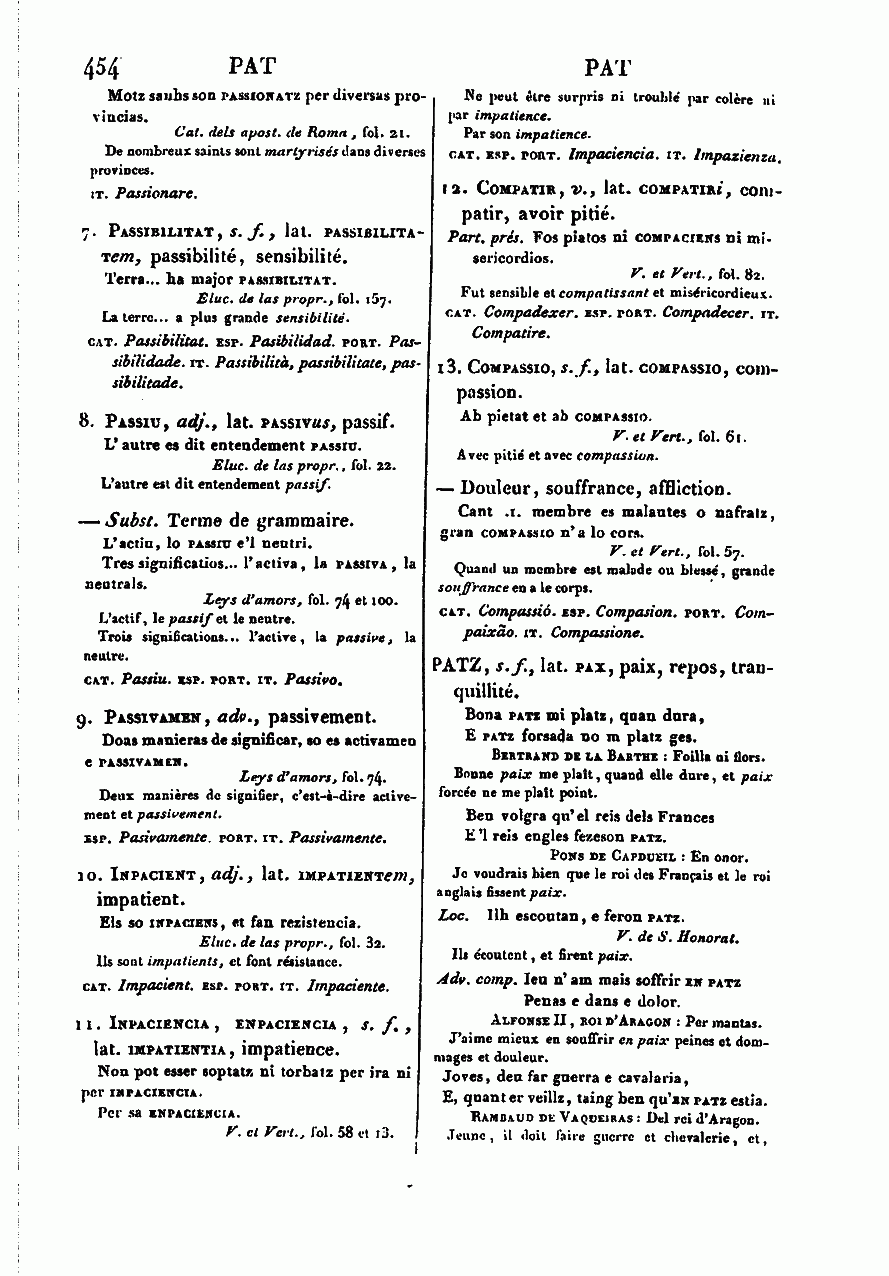 454 PAT PAT
Motz sanhs son PASSIONATZ per diversas pro-
vincias.
Cat. dels apost. de Roma, fol. 21.
De nombreux saints sont martyrisés dans diverses
provinces.
IT. Passionare.
7. PASSIBILITAT, s. f., lat. PASSIBILITA-
TEM, passibilité, sensibilité.
Terra... ha major PASSIBILITAT.
Eluc. de las propr., fol. 157.
La terre... a plus grande sensibilité.
CAT. Passibilitat. ESP. Pasibilidad. PORT. Pas-
sibilidade. IT. Passibilità, passibilitate, pas-
sibilitade.
8. PASSIU, adj., lat. PASSIVus, passif.
L'autre es dit entendement PASSIU.
Eluc. de las propr., fol. 22.
L'autre est dit entendement passif.
— Subst. Terme de grammaire.
L'actiu, lo PASSIU e'l neutri.
Tres significatios... l'activa, la PASSIVA, la
neutrals.
Leys d'amors, fol. 74 et 100.
L'actif, le passif et le neutre.
Trois significations... l'active, la passive, la
neutre.
CAT. Passiu. ESP. PORT. IT. Passivo.
9. PASSIVAMEN, adv., passivement.
Doas manieras de significar, so es activamen
e PASSIVAMEN.
Leys d'amors, fol. 74.
Deux manières de signifier, c'est-à-dire active-
ment et passivement.
ESP. Pasivamente. PORT. IT. Passivamente.
10. INPACIENT, adj., lat. IMPATIENTem,
impatient.
Els so INPACIENS, et fan rezistencia.
Eluc. de las propr., fol. 32.
Ils sont impatients, et font résistance.
CAT. Impacient. ESP. PORT. IT. Impaciente.
11. INPACIENCIA, ENPACIENCIA, s. f.,
lat. IMPATIENTIA, impatience.
Non pot esser soptatz ni torbatz per ira ni
per INPACIENCIA.
Per sa ENPACIENCIA.
V. et Vert., fol. 58 et 13.
Ne peut être surpris ni troublé par colère ni
par impatience.
Par son impatience.
CAT. ESP. PORT. Impaciencia. IT. Impazienza.
12. COMPATIR, v., lat. COMPATIRi, com-
patir, avoir pitié.
Part. prés. Fos piatos ni COMPACIENS ni mi-
sericordios.
V. et Vert., fol. 82.
Fut sensible et compatissant et miséricordieux.
CAT. Compadexer. ESP. PORT. Compadecer. IT.
Compatire.
13. COMPASSIO, s. f., lat. COMPASSIO, com-
passion.
Ab pietat et ab COMPASSIO.
V. et Vert., fol. 61.
Avec pitié et avec compassion.
— Douleur, souffrance, affliction.
Cant .I. membre es malautes o nafratz,
gran COMPASSIO n'a lo cors.
V. et Vert., fol. 57.
Quand un membre est malade ou blessé, grande
souffrance en a le corps.
CAT. Compassió. ESP. Compasion. PORT. Com-
paixão. IT. Compassione.
PATZ, s. f., lat. PAX, paix, repos, tran-
quillité.
Bona PATZ mi platz, quan dura,
E PATZ forsada no m platz ges.
BERTRAND DE LA BARTHE : Foilla ni flors.
Bonne paix me plaît, quand elle dure, et paix
forcée ne me plaît point.
Ben volgra qu'el reis dels Frances
E'l reis engles fezeson PATZ.
PONS DE CAPDUEIL : En onor.
Je voudrais bien que le roi des Français et le roi
anglais fissent paix.
Loc. Ilh escoutan, e feron PATZ.
V. de S. Honorat.
Ils écoutent, et firent paix.
Adv. comp. Ieu n'am mais soffrir EN PATZ
Penas e dans e dolor.
ALFONSE II, ROI D'ARAGON : Per mantas.
J'aime mieux en souffrir en paix peines et dom-
mages et douleur.
Joves, deu far guerra e cavalaria,
E, quant er veillz, taing ben qu'EN PATZ estia.
RAMBAUD DE VAQUEIRAS : Del rei d'Aragon.
Jeune, il doit faire guerre et chevalerie, et,